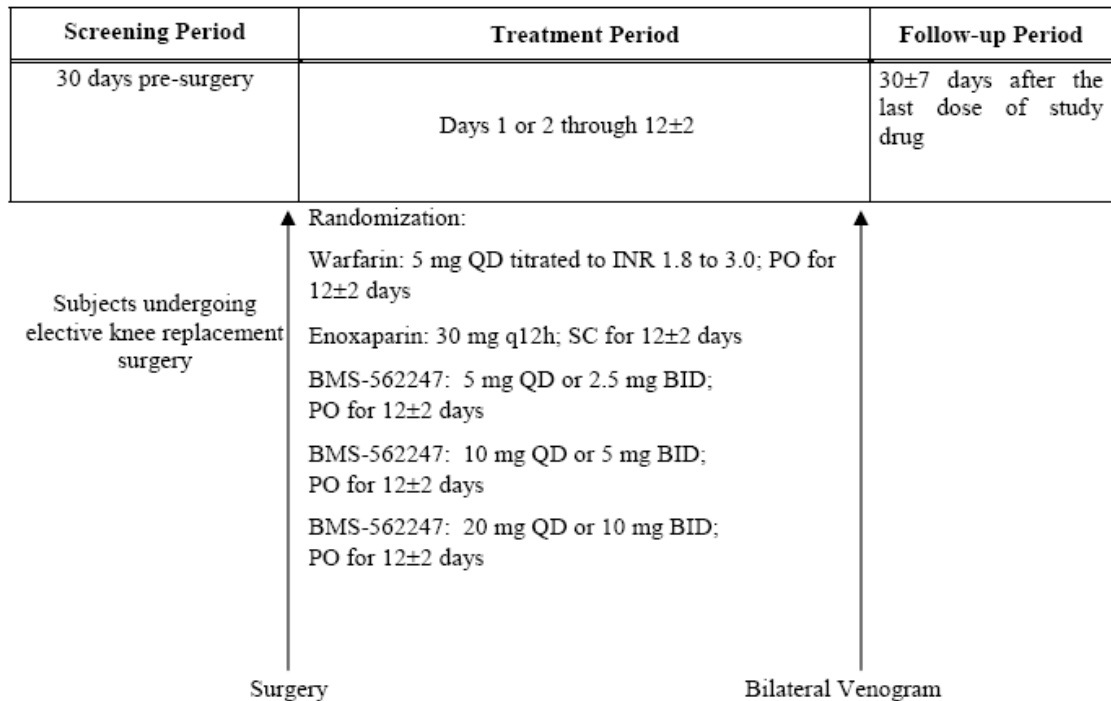 Screening Period
Treatment Period
Follow-up Period
30 days pre-surgery
Days 1 or 2 through 12±2
30±7 days after the
last dose of study
drug
Subjects undergoing
elective knee replacement
surgery
Randomization:
Warfarin: 5 mg QD titrated to INR 1.8 to 3.0; PO for
12±2 days
Enoxaparin: 30 mg q12h; SC for 12±2 days
BMS-562247: 5 mg QD or 2.5 mg BID;
PO for 12±2 days
BMS-562247: 10 mg QD or 5 mg BID;
PO for 12±2 days
BMS-562247: 20 mg QD or 10 mg BID;
PO for 12±2 days
Surgery
Bilateral Venogram